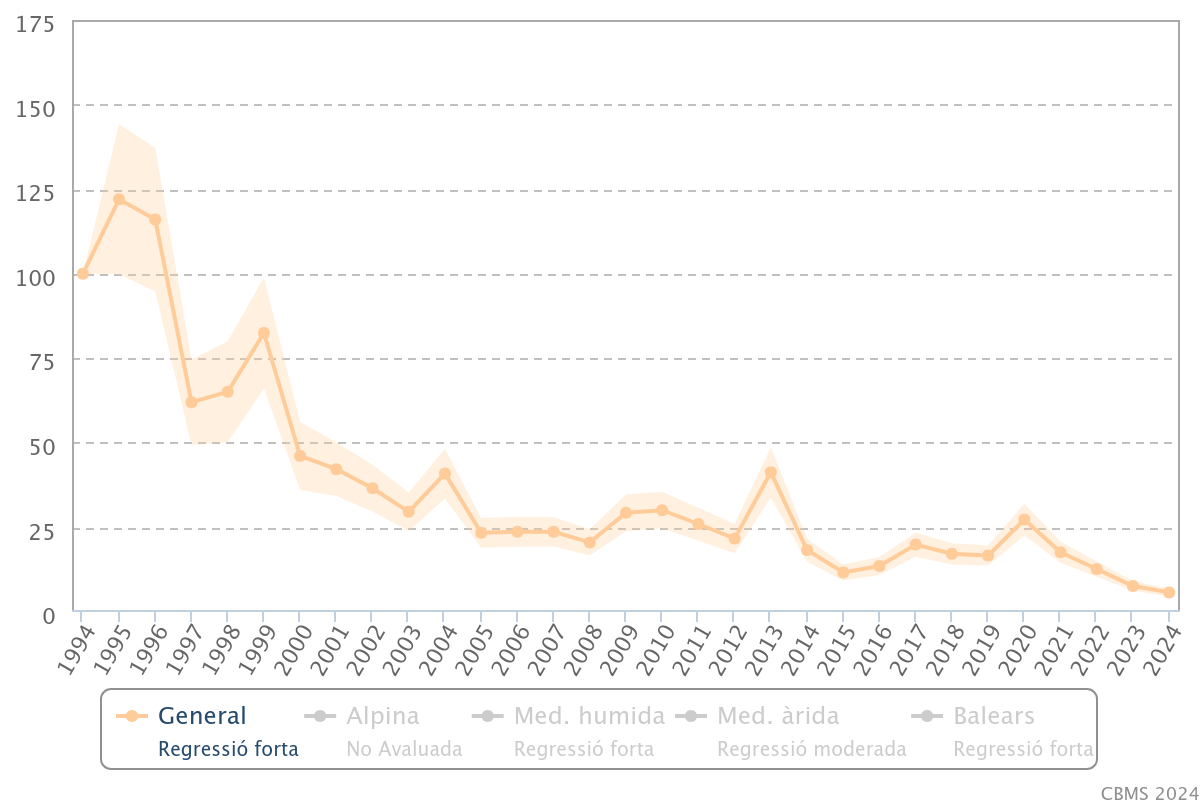 175
150
125
100
75
50
25
0
1994 1995 1996 1997 1998 1999 2000 2001 2002 2003 2004 2005 2006 2007 2008 2009 2010 2011 2012 2013 2014 2015 2016 2017 2018 2019 2020 2021 2022 2023 2024
General Alpina Med. humida Med. àrida Balears
Regressió forta No Avaluada Regressió forta Regressió moderada Regressió forta
CBMS 2024